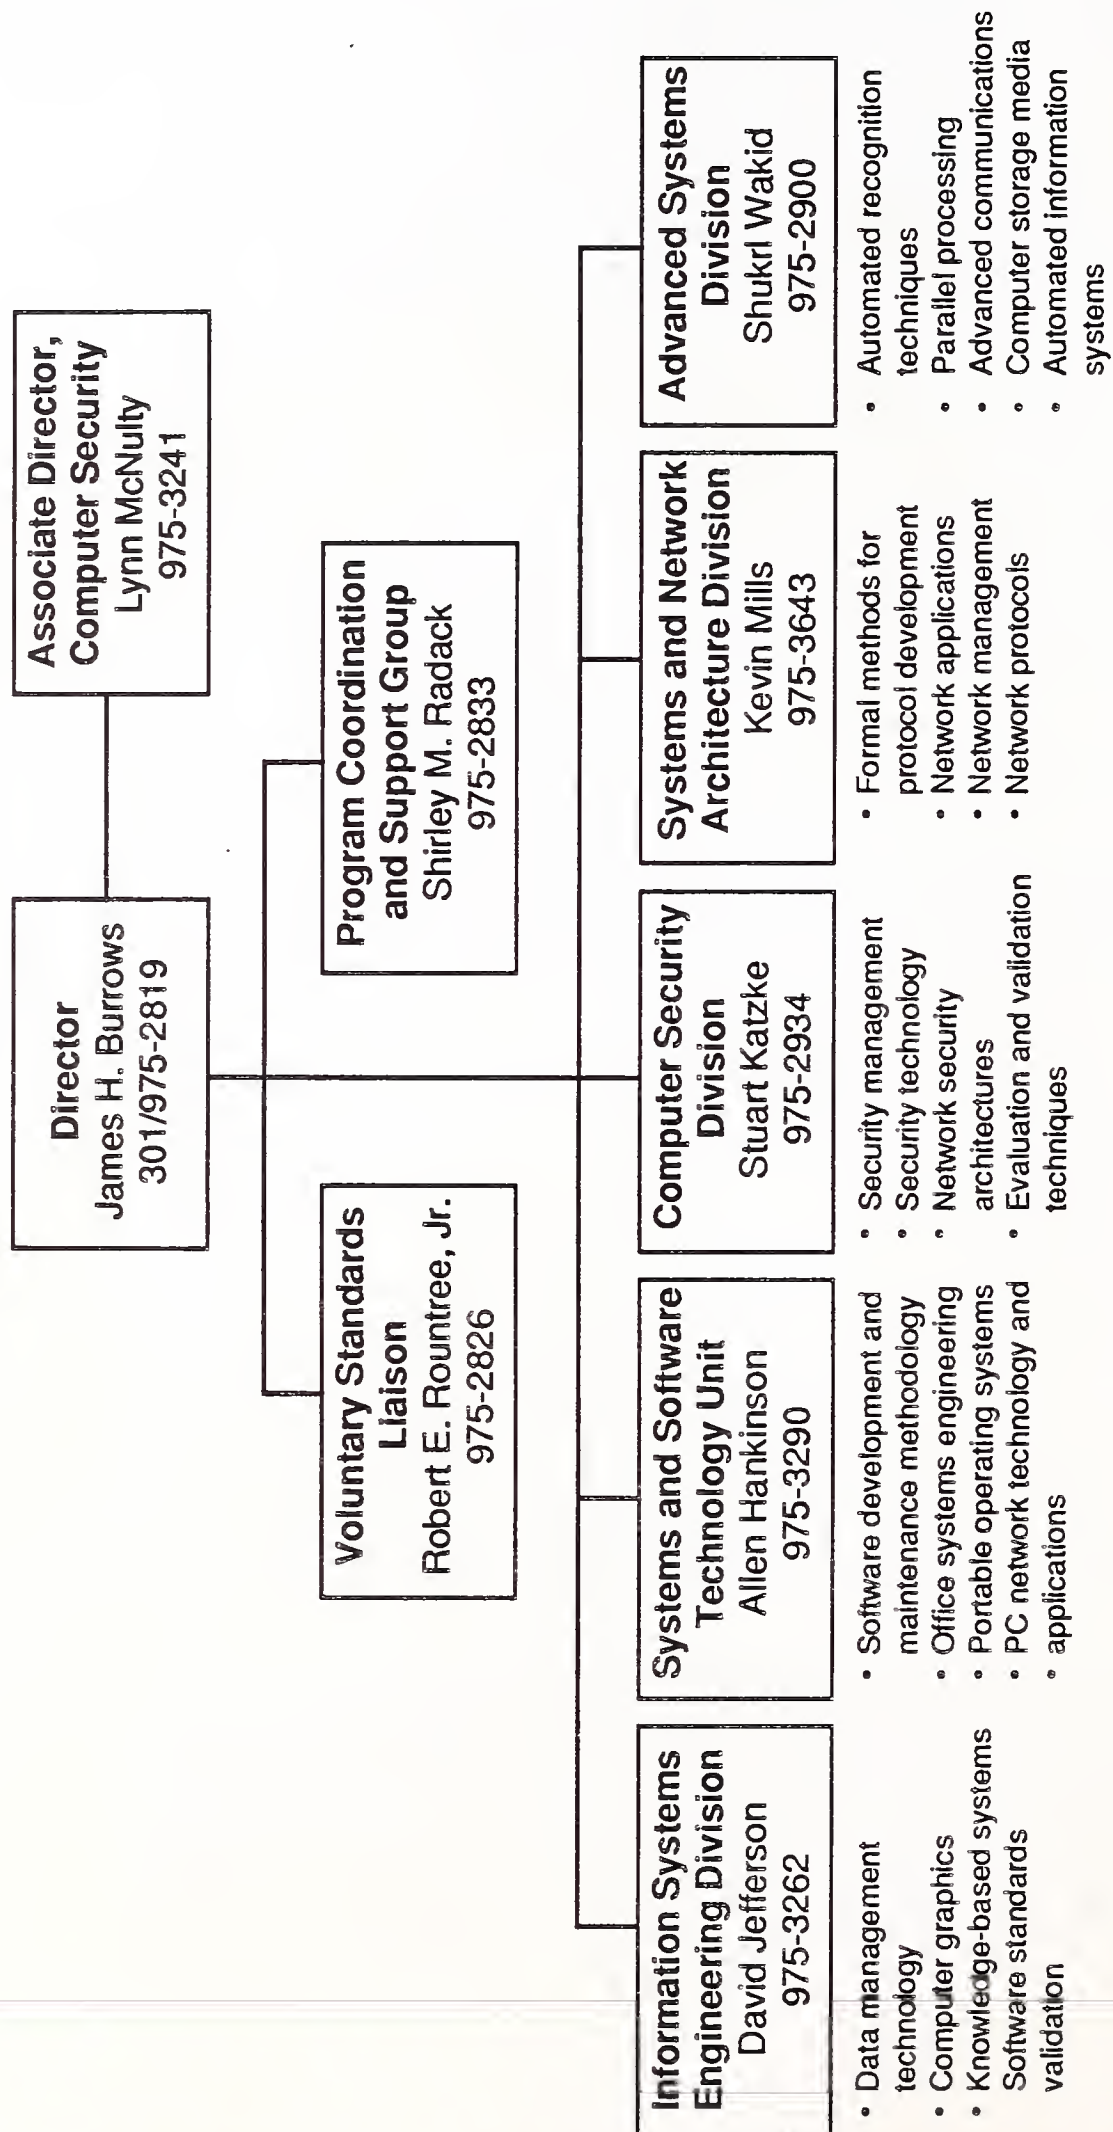 Director
James H. Burrows
301/975-2819
Associate Director,
Computer Security
Lynn McNulty
975-3241
Voluntary Standards
Liaison
Robert E. Rountree, Jr.
975-2826
Program Coordination
and Support Group
Shirley M. Radack
975-2833
Information Systems
Engineering Division
David Jefferson
975-3262
• Data management
technology
• Computer graphics
• Knowledge-based systems
Software standards
validation
Systems and Software
Technology Unit
Allen Hankinson
975-3290
• Software development and
maintenance methodology
• Office systems engineering
• Portable operating systems
• PC network technology and
• applications
Computer Security
Division
Stuart Katzke
975-2934
• Security management
• Security technology
• Network security
architectures
• Evaluation and validation
techniques
Systems and Network
Architecture Division
Kevin Mills
975-3643
• Formal methods for
protocol development
• Network applications
• Network management
• Network protocols
Advanced Systems
Division
Shukri Wakid
975-2900
• Automated recognition
techniques
• Parallel processing
• Advanced communications
• Computer storage media
• Automated information
systems